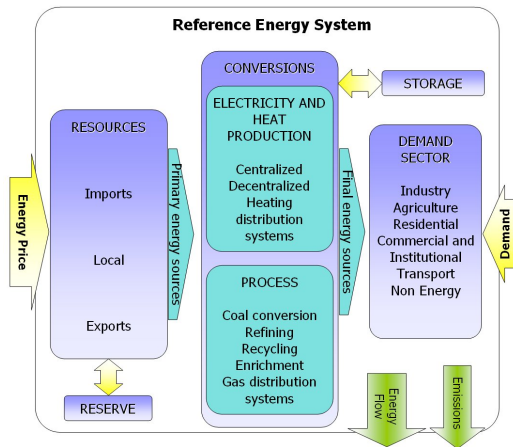 Reference Energy System
Energy Price
RESOURCES
Imports
Local
Exports
RESERVE
Primary energy sources
CONVERSIONS
ELECTRICITY AND
HEAT
PRODUCTION
Centralized
Decentralized
Heating
distribution
systems
PROCESS
Coal conversion
Refining
Recycling
Enrichment
Gas distribution
systems
Final energy sources
STORAGE
DEMAND
SECTOR
Industry
Agriculture
Residential
Commercial and
Institutional
Transport
Non Energy
Demand
Energy
Flow
Emissions